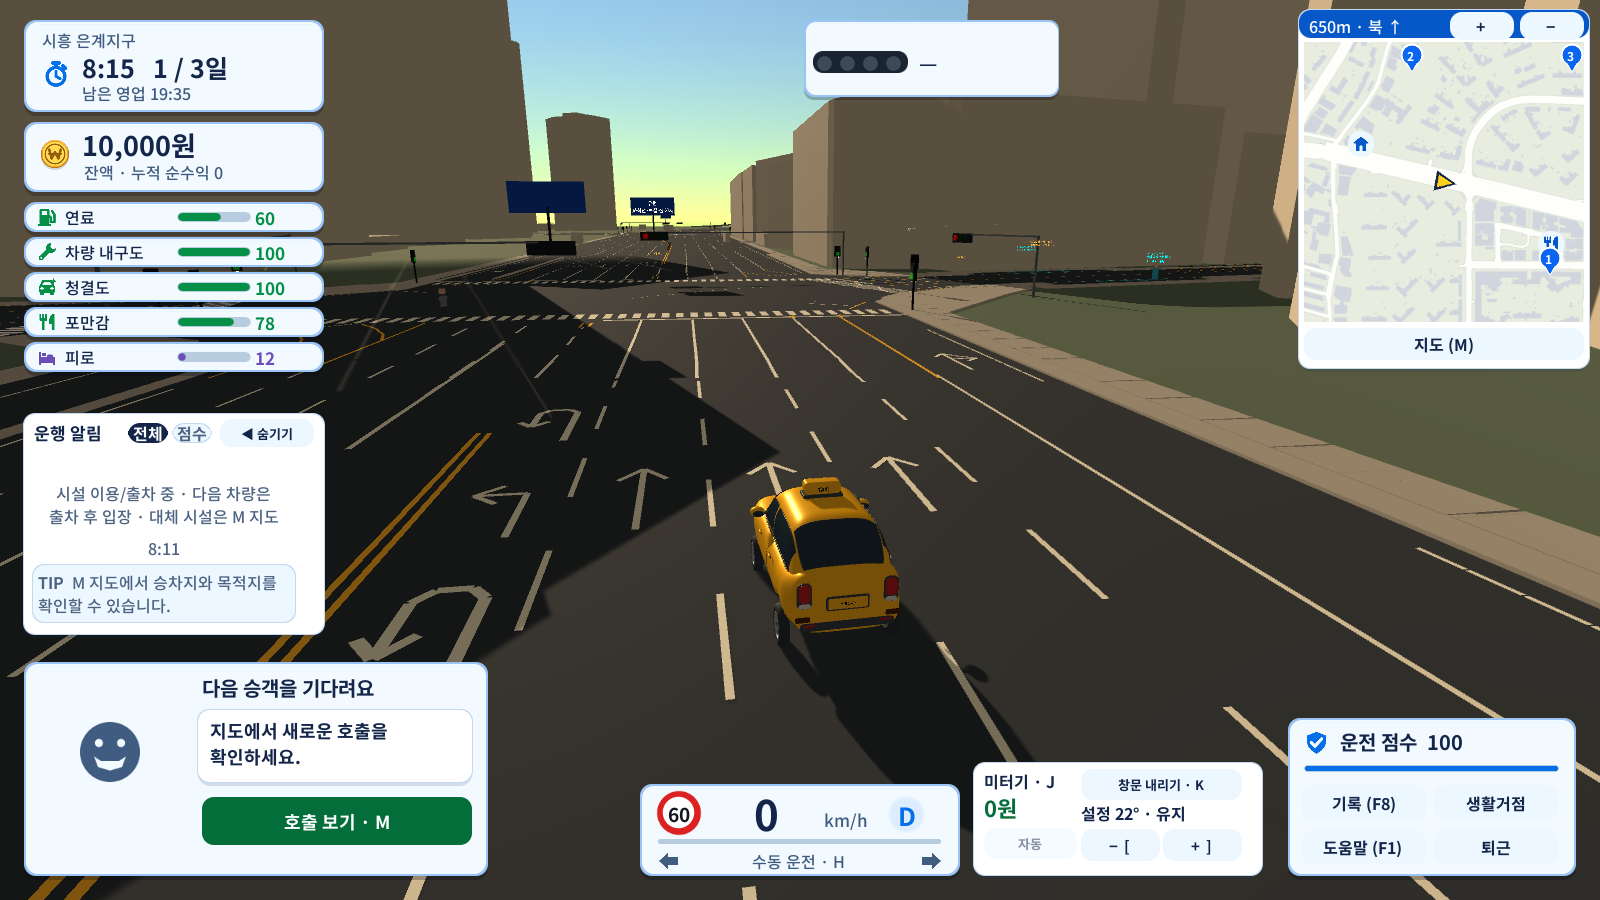 시흥 은계지구
8:15 1 / 3일
남은 영업 19:35
10,000원
잔액 · 누적 순수익 0
연료 60
차량 내구도 100
청결도 100
포만감 78
피로 12
운행 알림 전체 점수 ◀ 숨기기
시설 이용/출차 중 · 다음 차량은
출차 후 입장 · 대체 시설은 M 지도
8:11
TIP M 지도에서 승차지와 목적지를
확인할 수 있습니다.
다음 승객을 기다려요
지도에서 새로운 호출을
확인하세요.
호출 보기 · M
—
TAXI
60 0 km/h D
수동 운전 · H
미터기 · J
0원
자동
창문 내리기 · K
설정 22° · 유지
− [ + ]
650m · 북 ↑ + −
2 3
1
지도 (M)
운전 점수 100
기록 (F8) 생활거점
도움말 (F1) 퇴근